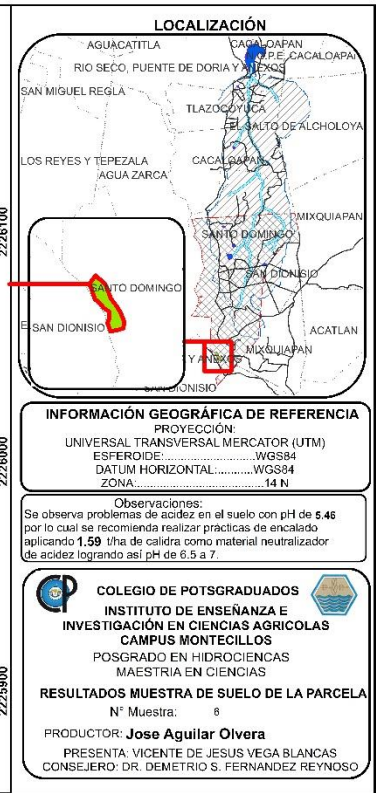 LOCALIZACIÓN
AGUACATITLA
CACALOAPAN
P.E. CACALOAPA
RIO SECO, PUENTE DE DORIA Y ANEXOS
SAN MIGUEL REGLA
TLAZOCOYUCA
EL SALTO DE ALCHOLOYA
LOS REYES Y TEPEZALA
CACALOAPAN
AGUA ZARCA
2226100
MIXQUIAPAN
SANTO DOMINGO
SAN DIONISIO
SANTO DOMINGO
E SAN DIONISIO
ACATLAN
Y ANEXOS
MIXQUIAPAN
SAN DIONISIO
INFORMACIÓN GEOGRÁFICA DE REFERENCIA
PROYECCIÓN:
UNIVERSAL TRANSVERSAL MERCATOR (UTM)
2226000
ESFEROIDE:.......................WGS84
DATUM HORIZONTAL:..........WGS84
ZONA:................................14 N
Observaciones:
Se observa problemas de acidez en el suelo con pH de 5.46
por lo cual se recomienda realizar prácticas de encalado
aplicando 1.59 t/ha de calidra como material neutralizador
de acidez logrando así pH de 6.5 a 7.
CP
COLEGIO DE POTSGRADUADOS
INSTITUTO DE ENSEÑANZA E
INVESTIGACIÓN EN CIENCIAS AGRICOLAS
CAMPUS MONTECILLOS
POSGRADO EN HIDROCIENCAS
MAESTRIA EN CIENCIAS
2225900
RESULTADOS MUESTRA DE SUELO DE LA PARCELA
N° Muestra: 6
PRODUCTOR: Jose Aguilar Olvera
PRESENTA: VICENTE DE JESUS VEGA BLANCAS
CONSEJERO: DR. DEMETRIO S. FERNANDEZ REYNOSO